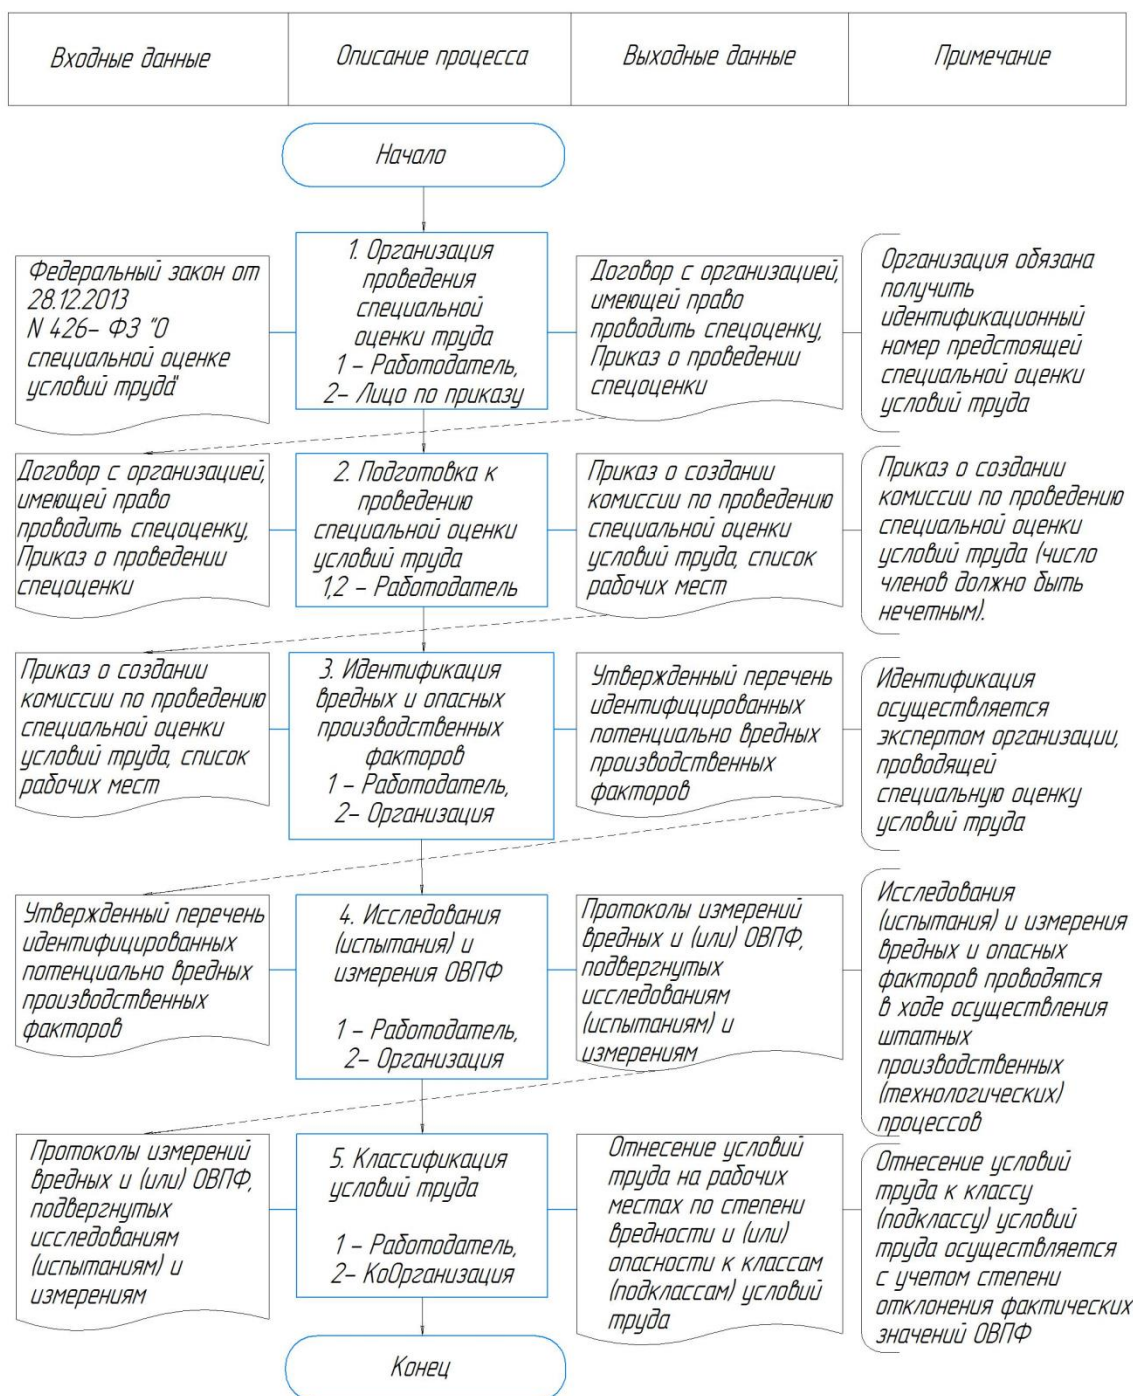 Входные данные
Описание процесса
Выходные данные
Примечание
Начало
Федеральный закон от
28.12.2013
N 426– ФЗ "О
специальной оценке
условий труда"
1. Организация
проведения
специальной
оценки труда
1 – Работодатель,
2– Лицо по приказу
Договор с организацией,
имеющей право
проводить спецоценку,
Приказ о проведении
спецоценки
Организация обязана
получить
идентификационный
номер предстоящей
специальной оценки
условий труда
Договор с организацией,
имеющей право
проводить спецоценку,
Приказ о проведении
спецоценки
2. Подготовка к
проведению
специальной оценки
условий труда
1,2 – Работодатель
Приказ о создании
комиссии по проведению
специальной оценки
условий труда, список
рабочих мест
Приказ о создании
комиссии по проведению
специальной оценки
условий труда (число
членов должно быть
нечетным).
Приказ о создании
комиссии по проведению
специальной оценки
условий труда, список
рабочих мест
3. Идентификация
вредных и опасных
производственных
факторов
1 – Работодатель,
2– Организация
Утвержденный перечень
идентифицированных
потенциально вредных
производственных
факторов
Идентификация
осуществляется
экспертом организации,
проводящей
специальную оценку
условий труда
Утвержденный перечень
идентифицированных
потенциально вредных
производственных
факторов
4. Исследования
(испытания) и
измерения ОВПФ
1 – Работодатель,
2– Организация
Протоколы измерений
вредных и (или) ОВПФ,
подвергнутых
исследованиям
(испытаниям) и
измерениям
Исследования
(испытания) и измерения
вредных и опасных
факторов проводятся
в ходе осуществления
штатных
производственных
(технологических)
процессов
Протоколы измерений
вредных и (или) ОВПФ,
подвергнутых
исследованиям
(испытаниям) и
измерениям
5. Классификация
условий труда
1 – Работодатель,
2– КоОрганизация
Отнесение условий
труда на рабочих
местах по степени
вредности и (или)
опасности к классам
(подклассам) условий
труда
Отнесение условий
труда к классу
(подклассу) условий
труда осуществляется
с учетом степени
отклонения фактических
значений ОВПФ
Конец